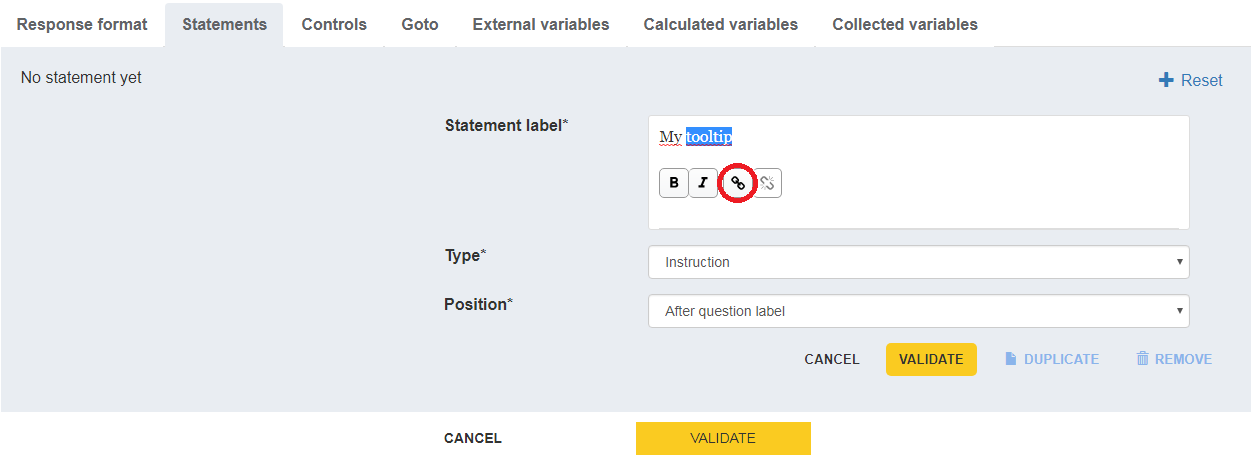 Response format Statements Controls Goto External variables Calculated variables Collected variables
No statement yet
Reset
Statement label*
My tooltip
B I
Type*
Instruction
Position*
After question label
CANCEL VALIDATE DUPLICATE REMOVE
CANCEL VALIDATE